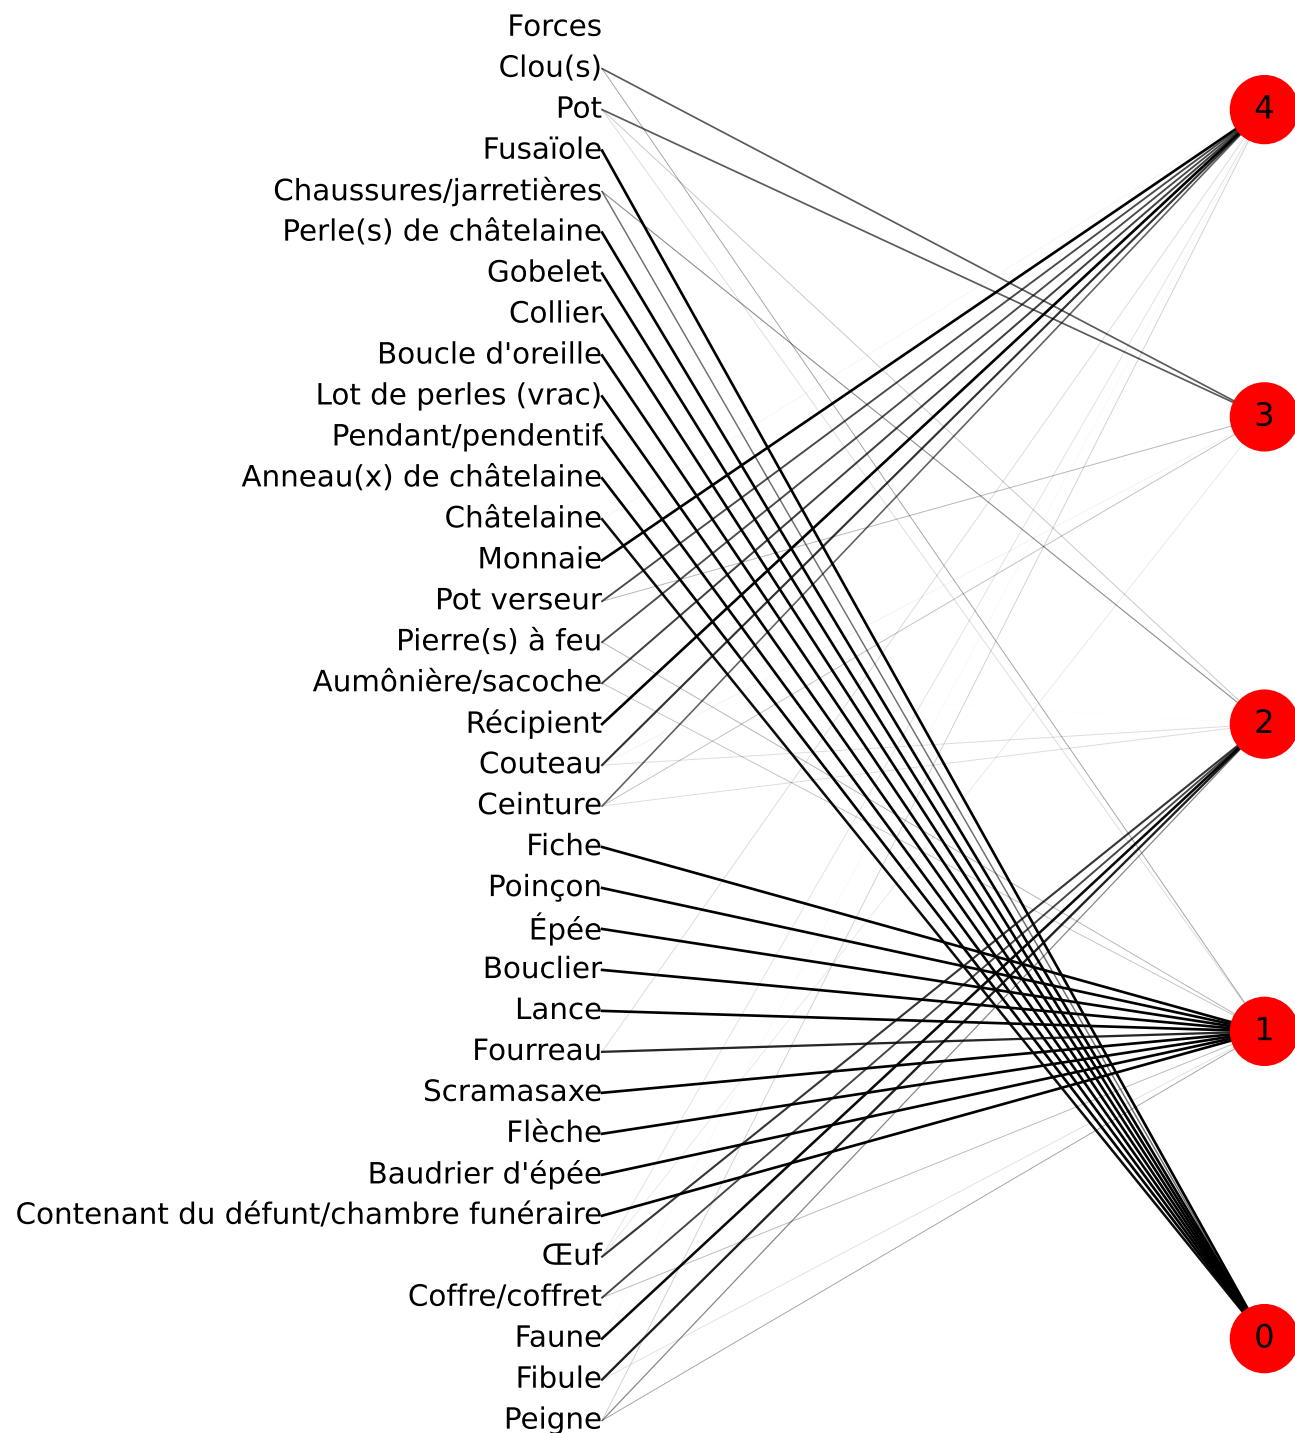 Forces
Clou(s)
Pot
Fusaïole
Chaussures/jarretières
Perle(s) de châtelaine
Gobelet
Collier
Boucle d'oreille
Lot de perles (vrac)
Pendant/pendentif
Anneau(x) de châtelaine
Châtelaine
Monnaie
Pot verseur
Pierre(s) à feu
Aumônière/sacoche
Récipient
Couteau
Ceinture
Fiche
Poinçon
Épée
Bouclier
Lance
Fourreau
Scramasaxe
Flèche
Baudrier d'épée
Contenant du défunt/chambre funéraire
Œuf
Coffre/coffret
Faune
Fibule
Peigne
4
3
2
1
0